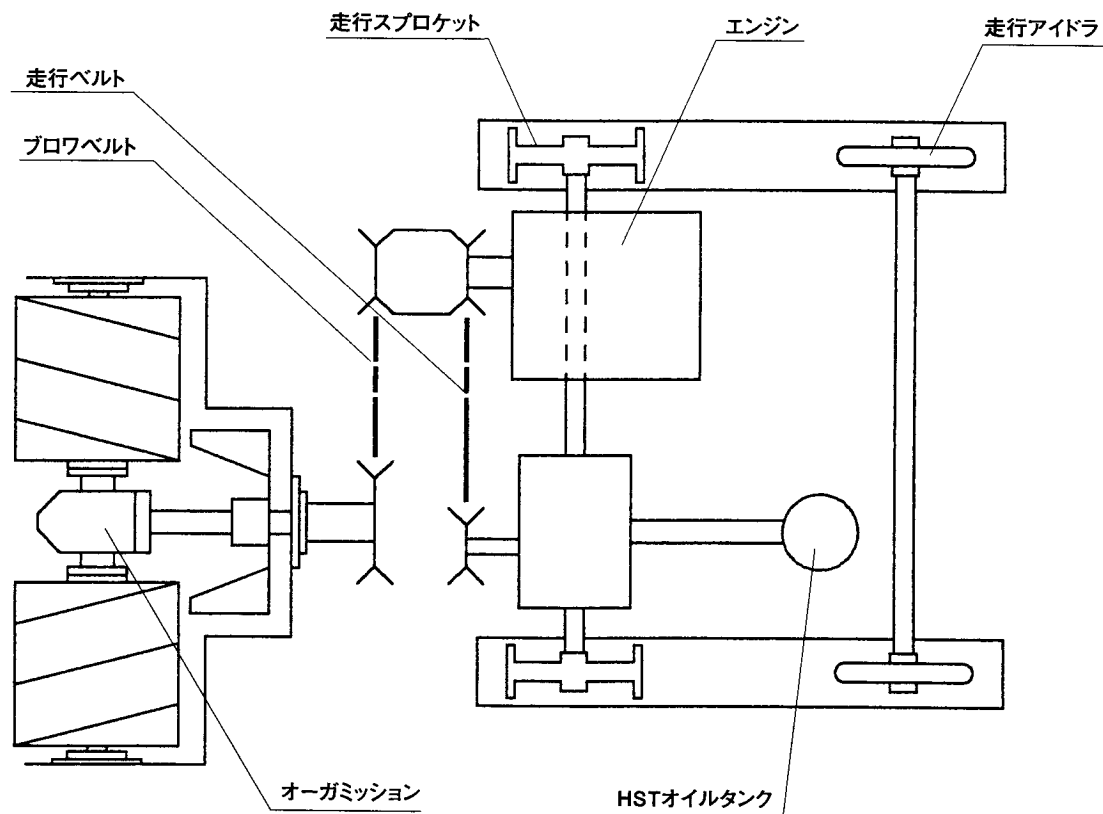 走行スプロケット
エンジン
走行アイドラ
走行ベルト
ブロワベルト
オーガミッション
HSTオイルタンク